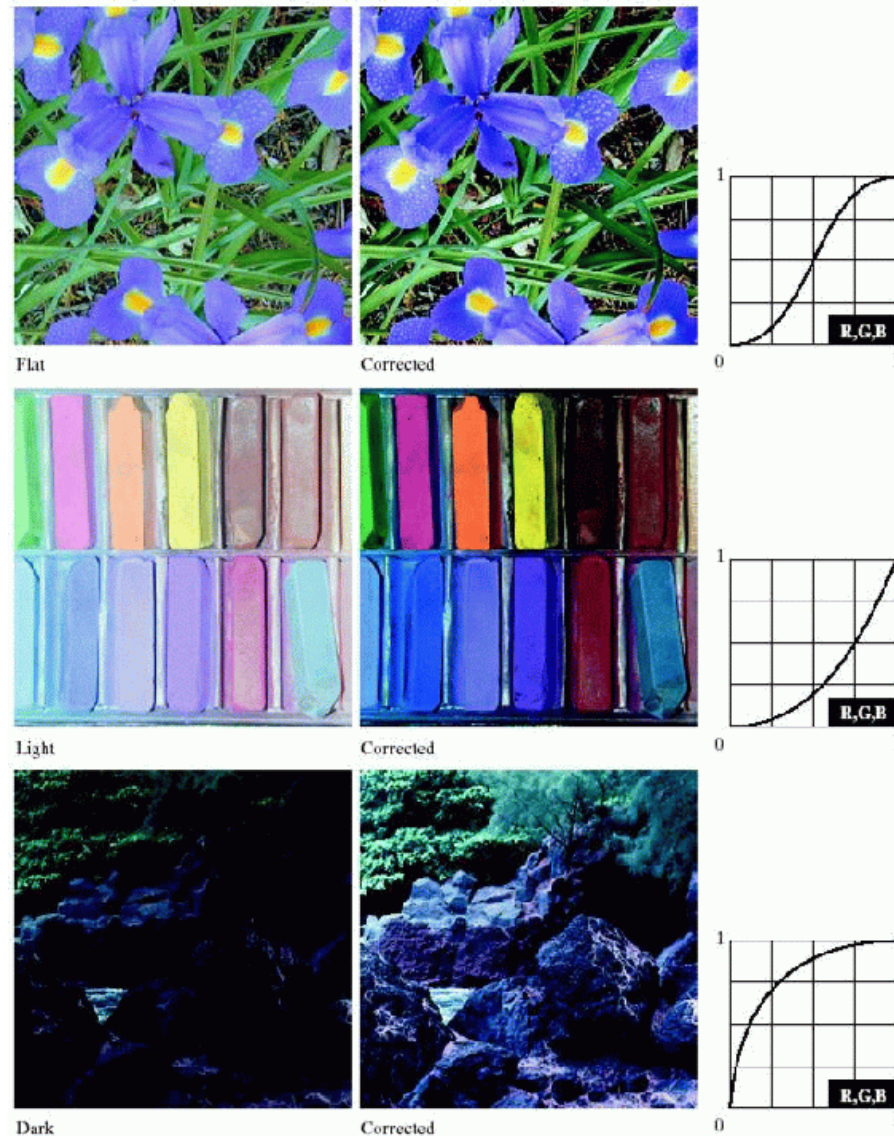 1
R,G,B
0
Flat Corrected
1
R,G,B
0
Light Corrected
1
R,G,B
0
Dark Corrected